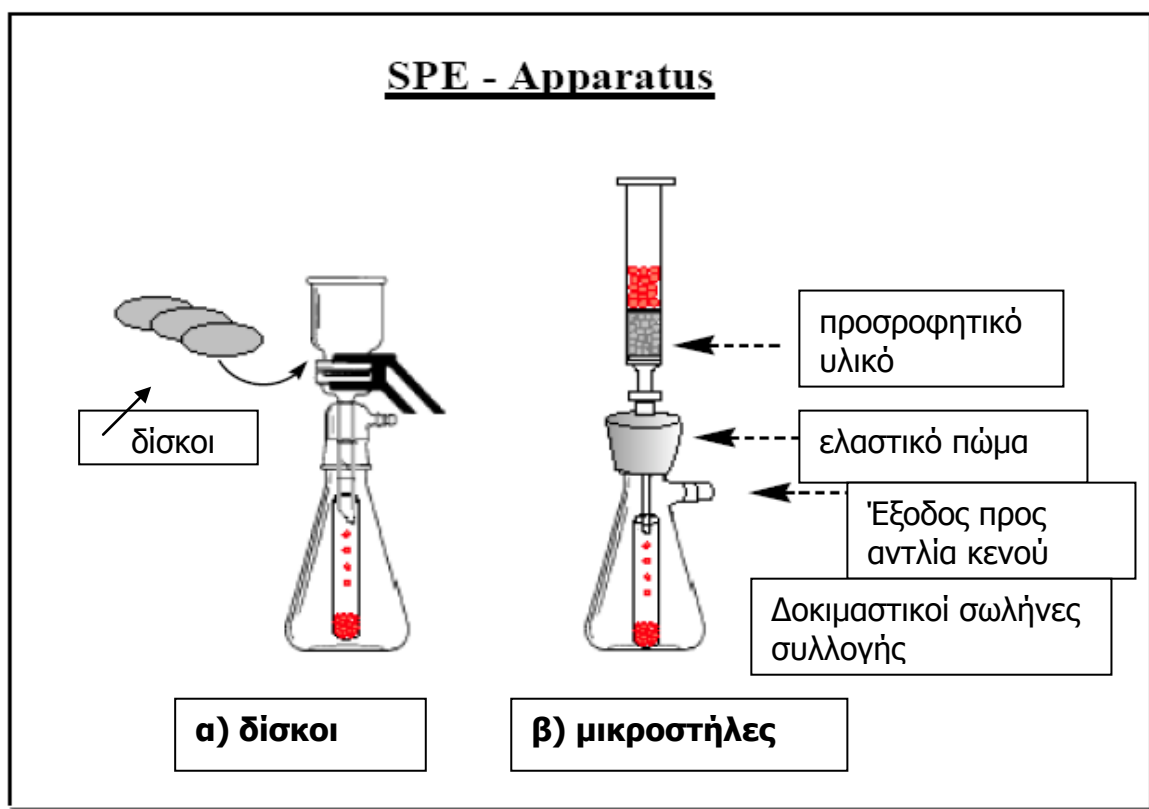 SPE - Apparatus
προσροφητικό
υλικό
δίσκοι
ελαστικό πώμα
Έξοδος προς
αντλία κενού
Δοκιμαστικοί σωλήνες
συλλογής
α) δίσκοι
β) μικροστήλες